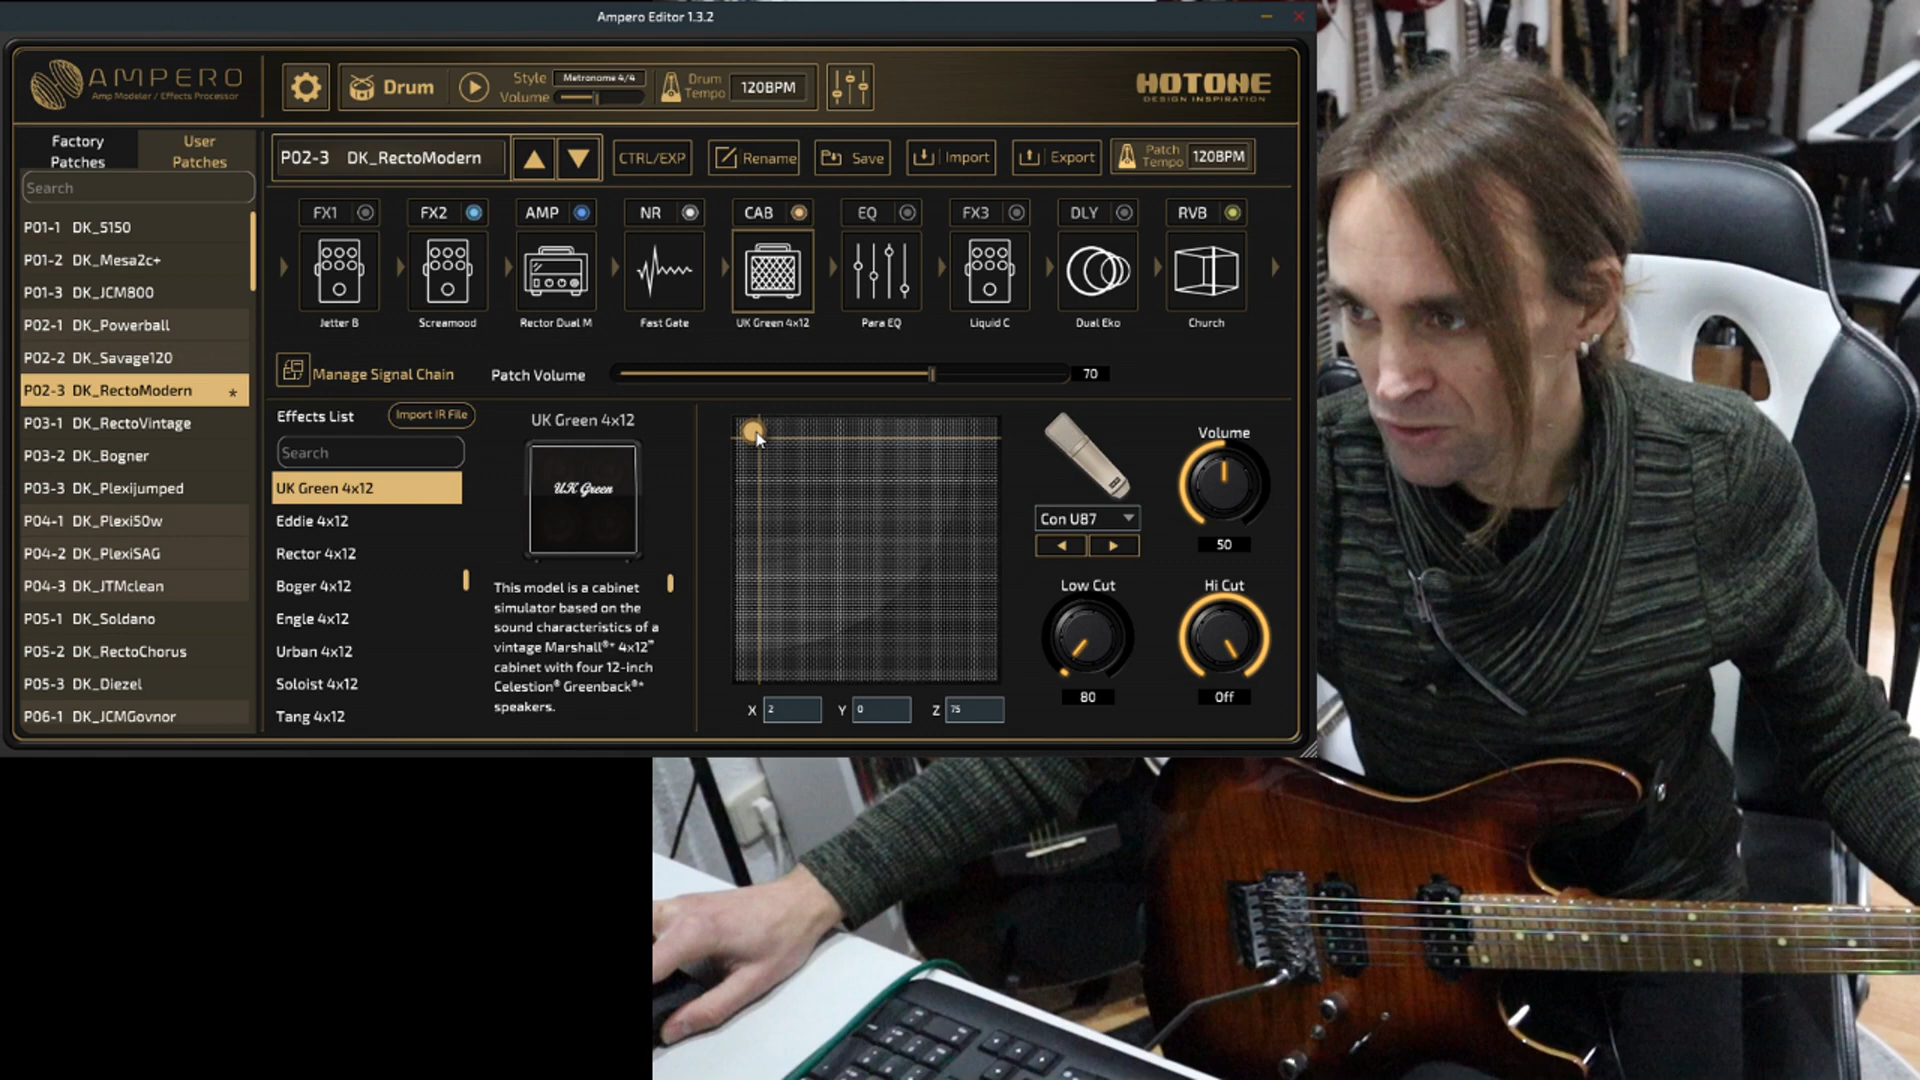 Ampero Editor 1.3.2
AMPERO
Amp Modeler / Effects Processor
Drum
Style
Metronome 4/4
Volume
Drum Tempo
120BPM
HOTONE
DESIGN INSPIRATION
Factory Patches
User Patches
Search
P01-1 DK_5150
P01-2 DK_Mesa2c+
P01-3 DK_JCM800
P02-1 DK_Powerball
P02-2 DK_Savage120
P02-3 DK_RectoModern *
P03-1 DK_RectoVintage
P03-2 DK_Bogner
P03-3 DK_Plexijumped
P04-1 DK_Plexi50w
P04-2 DK_PlexiSAG
P04-3 DK_JTMclean
P05-1 DK_Soldano
P05-2 DK_RectoChorus
P05-3 DK_Diezel
P06-1 DK_JCMGovnor
P02-3 DK_RectoModern
CTRL/EXP
Rename
Save
Import
Export
Patch Tempo
120BPM
FX1
FX2
AMP
NR
CAB
EQ
FX3
DLY
RVB
Jetter B
Screamood
Rector Dual M
Fast Gate
UK Green 4x12
Para EQ
Liquid C
Dual Eko
Church
Manage Signal Chain
Patch Volume
70
Effects List
Import IR File
Search
UK Green 4x12
Eddie 4x12
Rector 4x12
Boger 4x12
Engle 4x12
Urban 4x12
Soloist 4x12
Tang 4x12
UK Green 4x12
UK Green
This model is a cabinet
simulator based on the
sound characteristics of a
vintage Marshall®* 4x12"
cabinet with four 12-inch
Celestion® Greenback®*
speakers.
X 2
Y 0
Z 75
Con U87
Volume
50
Low Cut
80
Hi Cut
Off